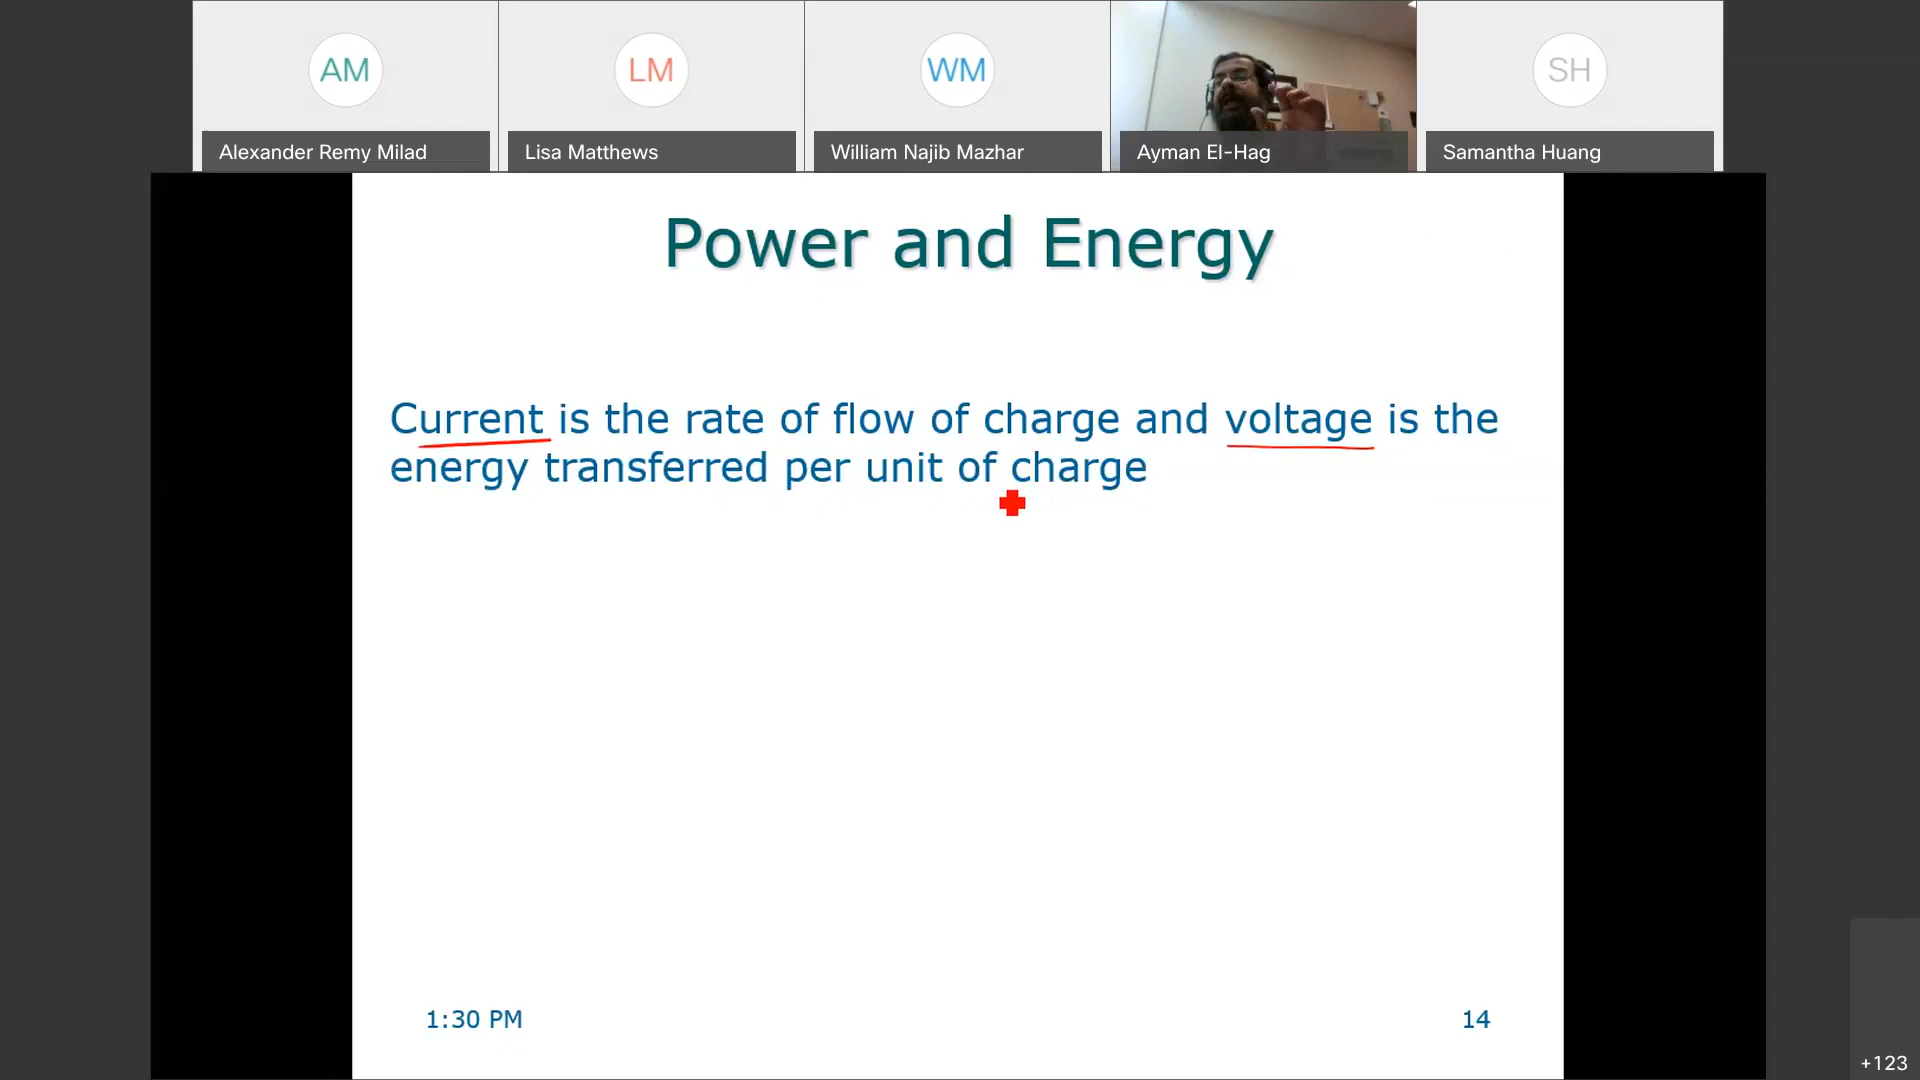 AM
LM
WM
SH
Alexander Remy Milad
Lisa Matthews
William Najib Mazhar
Ayman El-Hag
Samantha Huang
Power and Energy
Current is the rate of flow of charge and voltage is the
energy transferred per unit of charge
1:30 PM
14
+123